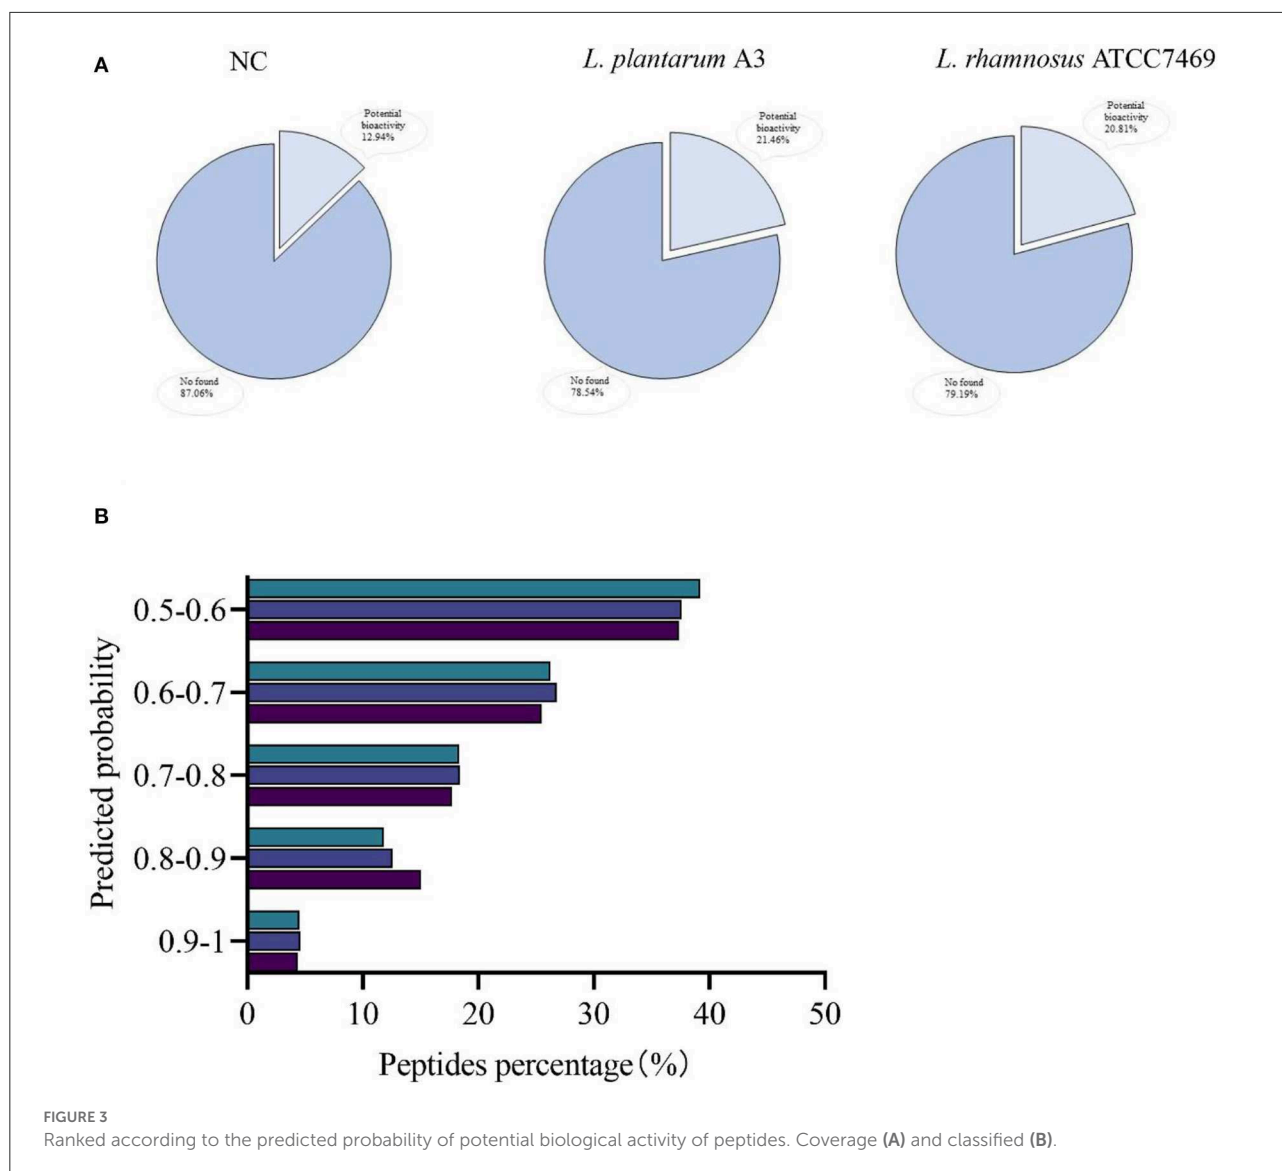 A
NC
L. plantarum A3
L. rhamnosus ATCC7469
Potential
bioactivity
12.94%
Potential
bioactivity
21.46%
Potential
bioactivity
20.81%
No found
87.06%
No found
78.54%
No found
79.19%
B
Predicted probability
0.5-0.6
0.6-0.7
0.7-0.8
0.8-0.9
0.9-1
0 10 20 30 40 50
Peptides percentage(%)
FIGURE 3
Ranked according to the predicted probability of potential biological activity of peptides. Coverage (A) and classified (B).